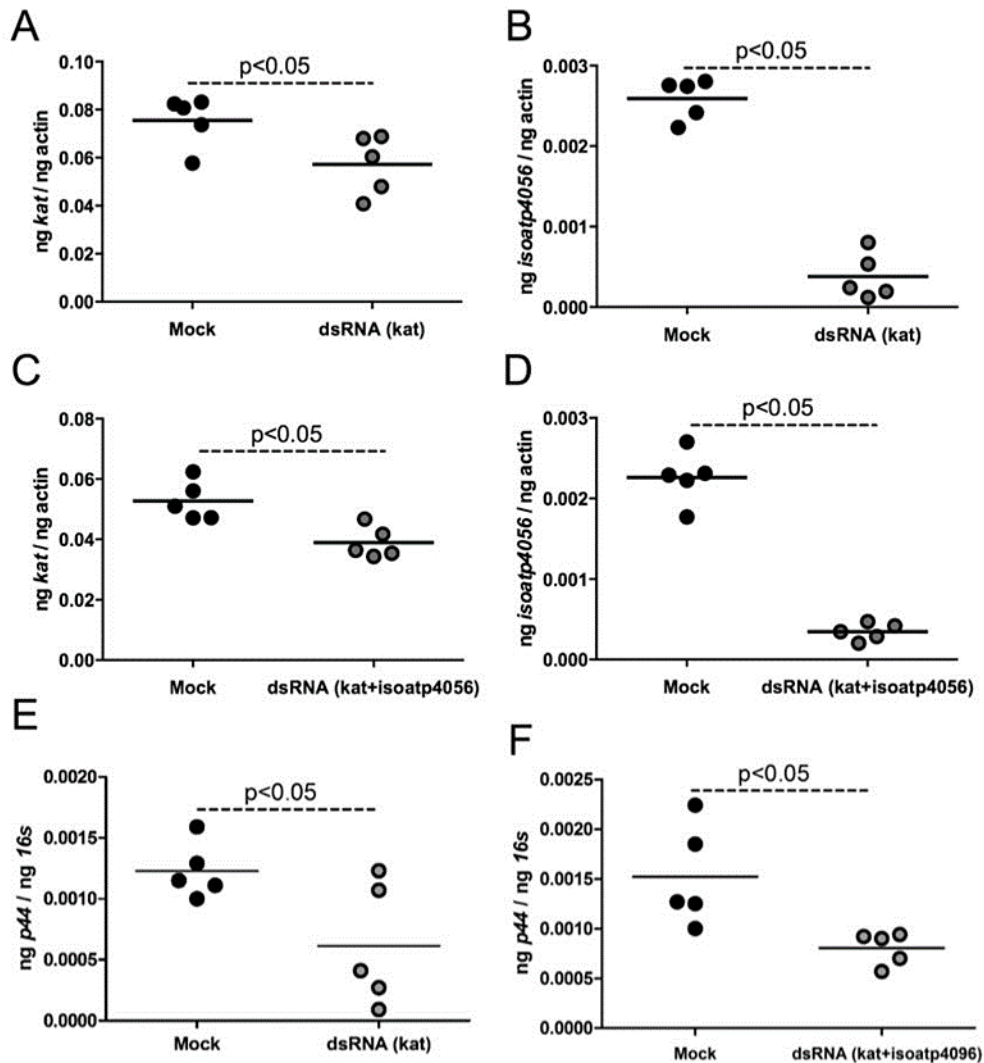 A
p<0.05
ng kat / ng actin
0.10
0.08
0.06
0.04
0.02
0.00
Mock
dsRNA (kat)
B
p<0.05
ng isoatp4056 / ng actin
0.003
0.002
0.001
0.000
Mock
dsRNA (kat)
C
p<0.05
ng kat / ng actin
0.08
0.06
0.04
0.02
0.00
Mock
dsRNA (kat+isoatp4056)
D
p<0.05
ng isoatp4056 / ng actin
0.003
0.002
0.001
0.000
Mock
dsRNA (kat+isoatp4056)
E
p<0.05
ng p44 / ng 16s
0.0020
0.0015
0.0010
0.0005
0.0000
Mock
dsRNA (kat)
F
p<0.05
ng p44 / ng 16s
0.0025
0.0020
0.0015
0.0010
0.0005
0.0000
Mock
dsRNA (kat+isoatp4096)